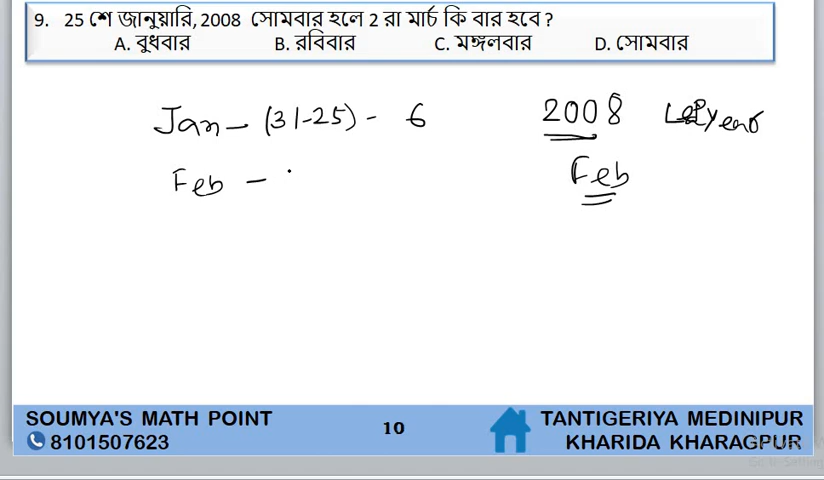 9. 25 শে জানুয়ারি, 2008 সোমবার হলে 2 রা মার্চ কি বার হবে ?
A. বুধবার B. রবিবার C. মঙ্গলবার D. সোমবার
Jan - (31-25) - 6 2008 Leapyear
Feb - Feb
SOUMYA'S MATH POINT
8101507623
10
TANTIGERIYA MEDINIPUR
KHARIDA KHARAGPUR